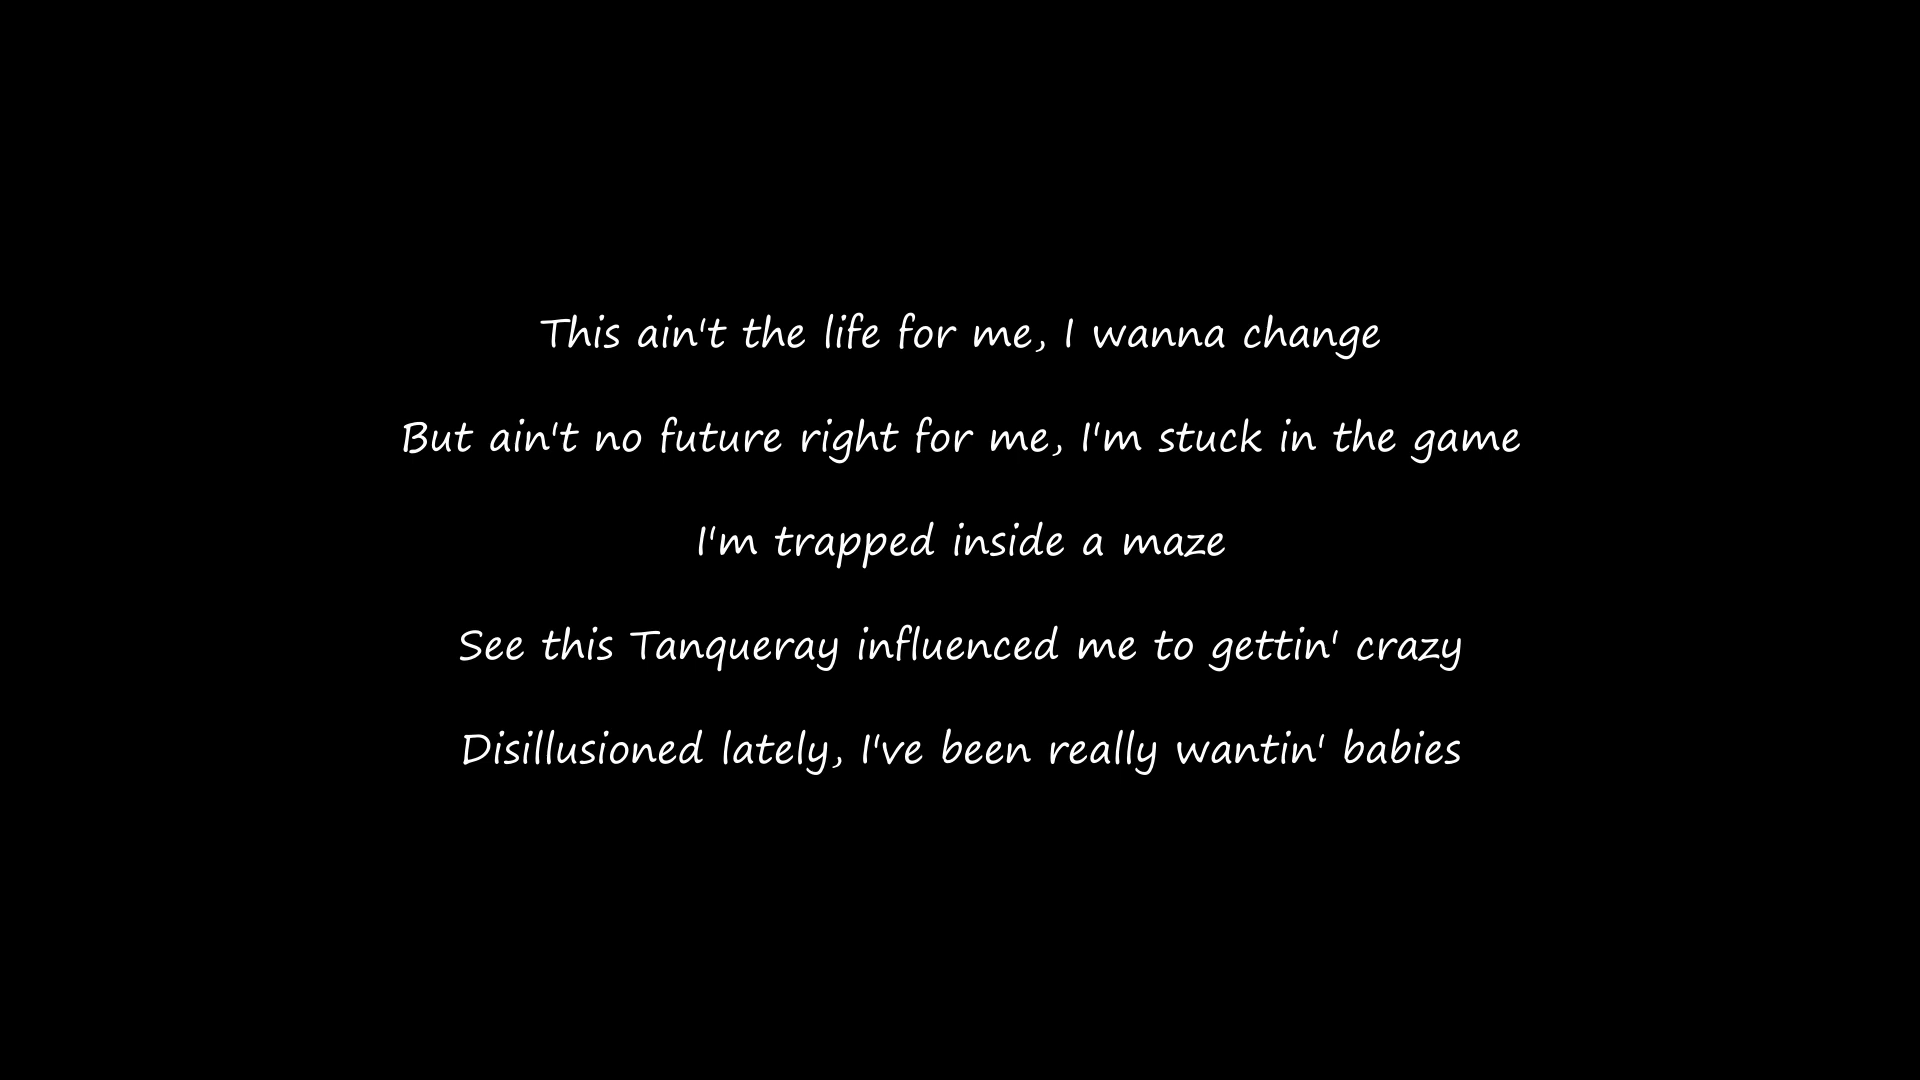 This ain't the life for me, I wanna change
But ain't no future right for me, I'm stuck in the game
I'm trapped inside a maze
See this Tanqueray influenced me to gettin' crazy
Disillusioned lately, I've been really wantin' babies